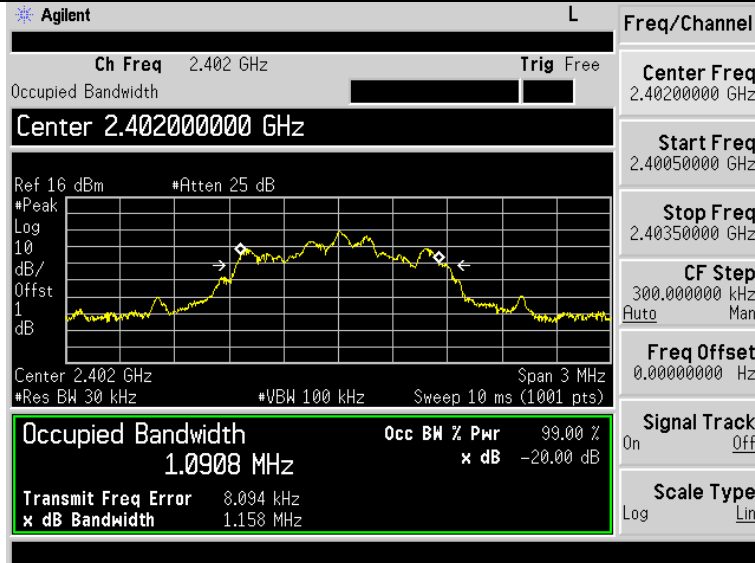 Agilent L
Freq/Channel
Ch Freq 2.402 GHz Trig Free
Occupied Bandwidth
Center 2.402000000 GHz
Ref 16 dBm #Atten 25 dB
#Peak
Log
10
dB/
Offst
1
dB
Center 2.402 GHz Span 3 MHz
#Res BW 30 kHz #VBW 100 kHz Sweep 10 ms (1001 pts)
Occupied Bandwidth Occ BW % Pwr 99.00 %
1.0908 MHz x dB -20.00 dB
Transmit Freq Error 8.094 kHz
x dB Bandwidth 1.158 MHz
Center Freq
2.40200000 GHz
Start Freq
2.40050000 GHz
Stop Freq
2.40350000 GHz
CF Step
300.000000 kHz
Auto Man
Freq Offset
0.00000000 Hz
Signal Track
On Off
Scale Type
Log Lin